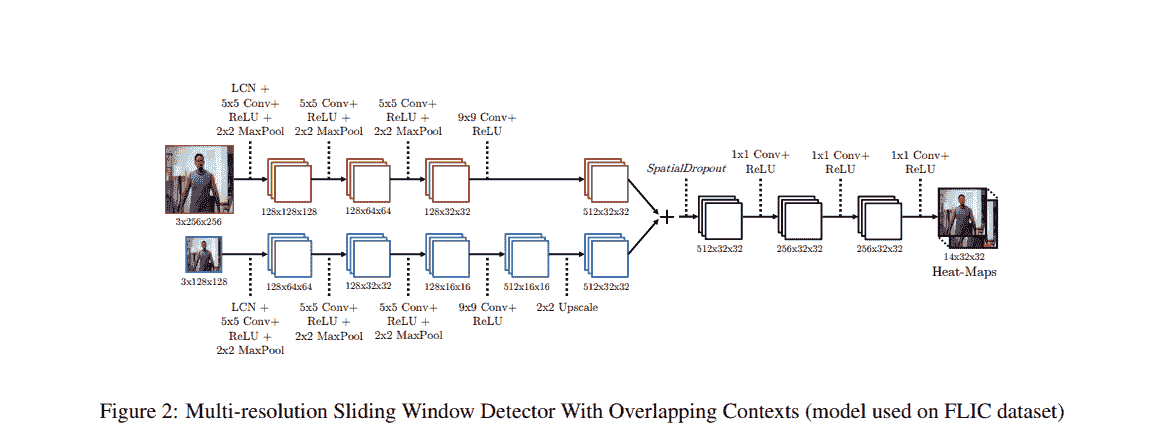 LCN +
5x5 Conv+
ReLU +
2x2 MaxPool
5x5 Conv+
ReLU +
2x2 MaxPool
5x5 Conv+
ReLU +
2x2 MaxPool
9x9 Conv+
ReLU
3x256x256
128x128x128
128x64x64
128x32x32
512x32x32
3x128x128
128x64x64
128x32x32
128x16x16
512x16x16
512x32x32
LCN +
5x5 Conv+
ReLU +
2x2 MaxPool
5x5 Conv+
ReLU +
2x2 MaxPool
5x5 Conv+
ReLU +
2x2 MaxPool
9x9 Conv+
ReLU
2x2 Upscale
+
SpatialDropout
1x1 Conv+
ReLU
1x1 Conv+
ReLU
1x1 Conv+
ReLU
512x32x32
256x32x32
256x32x32
14x32x32
Heat-Maps
Figure 2: Multi-resolution Sliding Window Detector With Overlapping Contexts (model used on FLIC dataset)